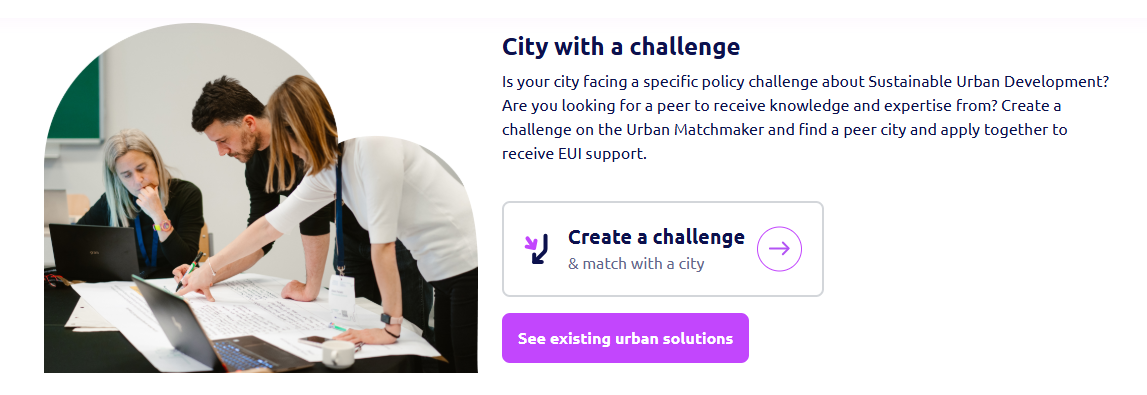 City with a challenge
Is your city facing a specific policy challenge about Sustainable Urban Development?
Are you looking for a peer to receive knowledge and expertise from? Create a
challenge on the Urban Matchmaker and find a peer city and apply together to
receive EUI support.
Create a challenge
& match with a city
See existing urban solutions